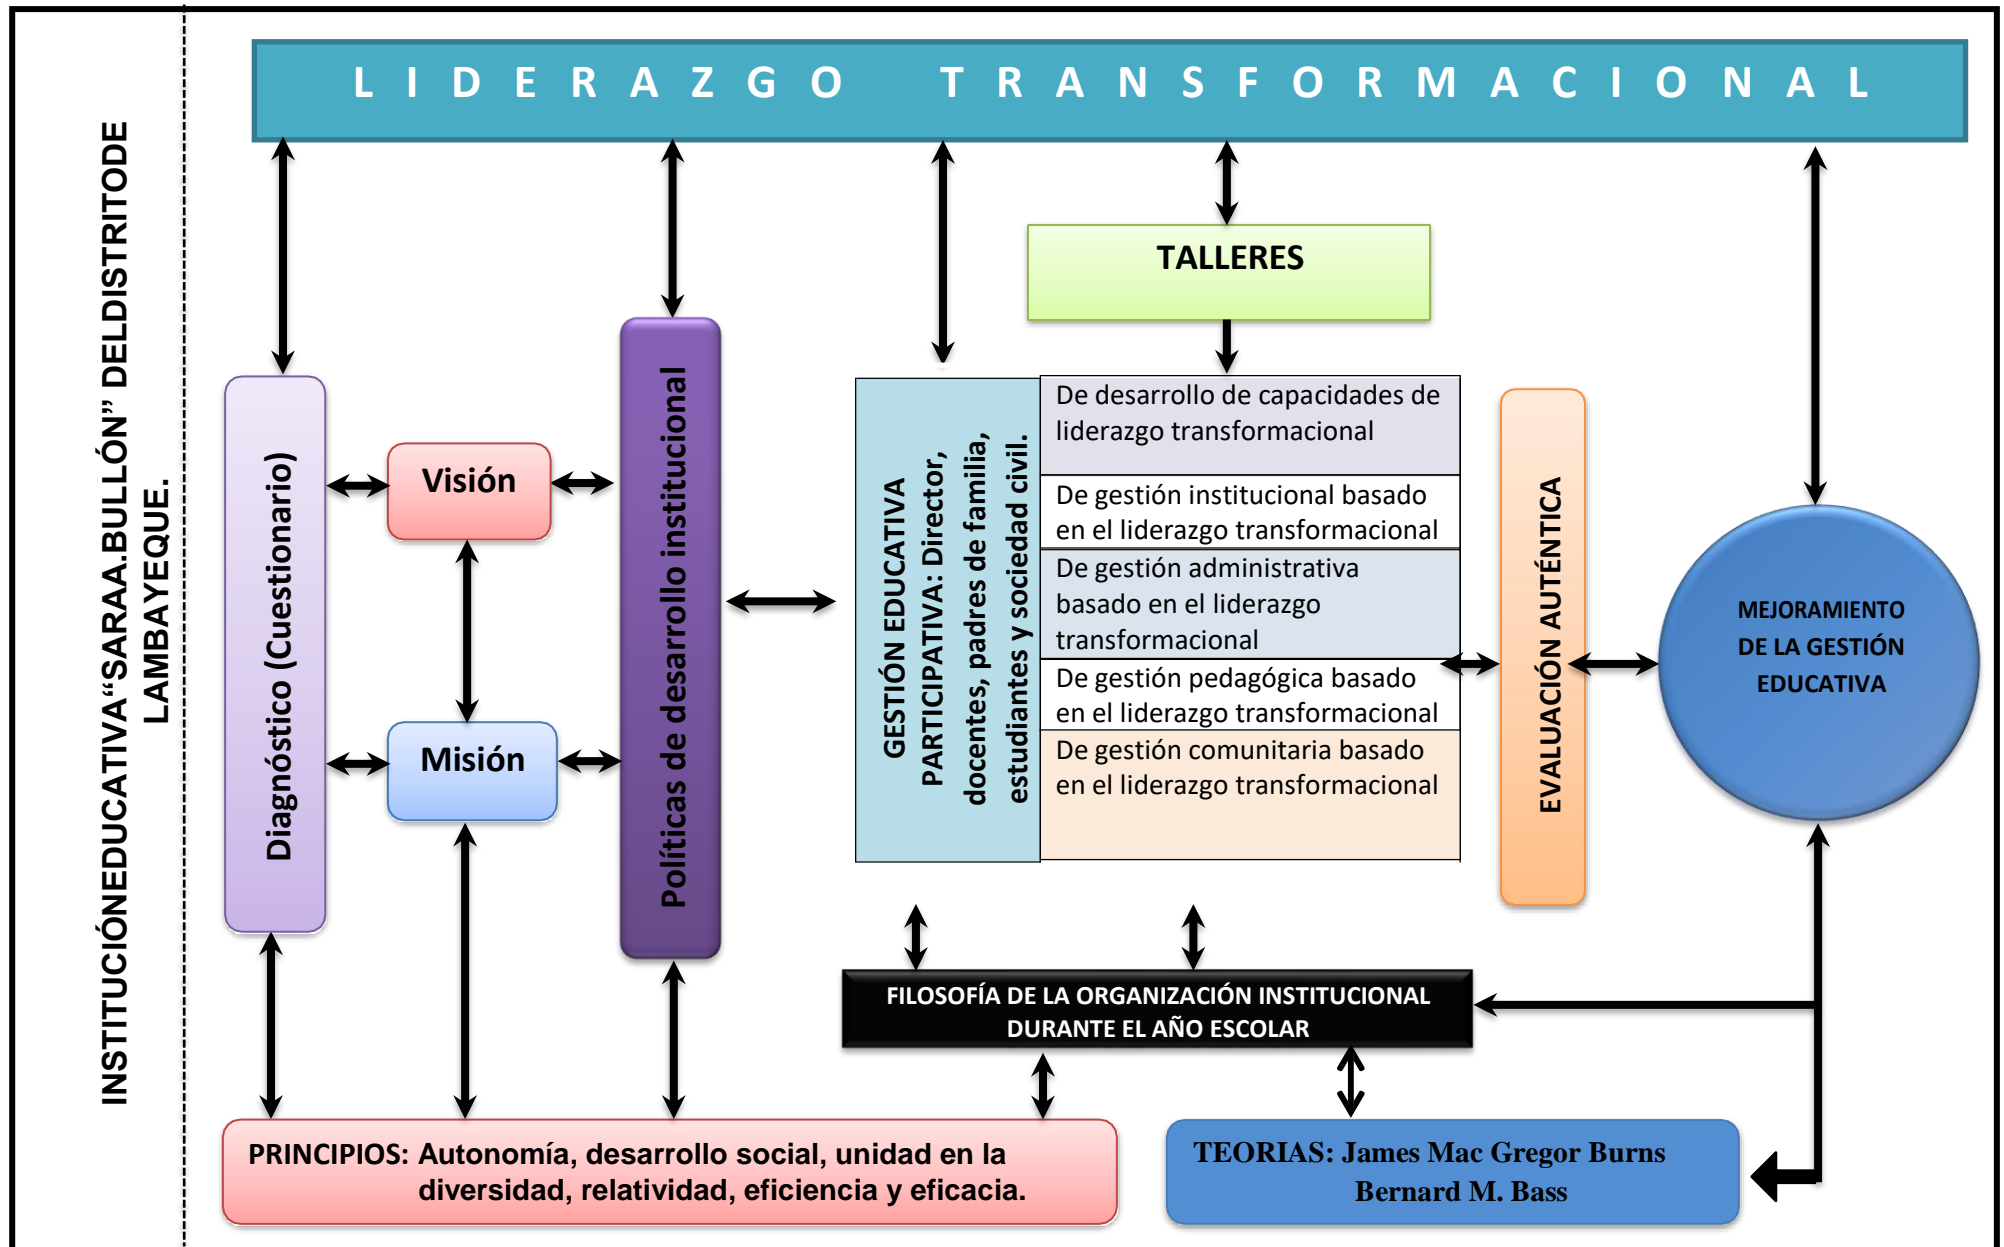 LIDERAZGO TRANSFORMACIONAL
INSTITUCIÓNEDUCATIVA“SARAA.BULLÓN” DELDISTRITODE
LAMBAYEQUE.
TALLERES
Diagnóstico (Cuestionario)
Visión
Misión
Políticas de desarrollo institucional
GESTIÓN EDUCATIVA
PARTICIPATIVA: Director,
docentes, padres de familia,
estudiantes y sociedad civil.
De desarrollo de capacidades de
liderazgo transformacional
De gestión institucional basado
en el liderazgo transformacional
De gestión administrativa
basado en el liderazgo
transformacional
De gestión pedagógica basado
en el liderazgo transformacional
De gestión comunitaria basado
en el liderazgo transformacional
EVALUACIÓN AUTÉNTICA
MEJORAMIENTO
DE LA GESTIÓN
EDUCATIVA
FILOSOFÍA DE LA ORGANIZACIÓN INSTITUCIONAL
DURANTE EL AÑO ESCOLAR
PRINCIPIOS: Autonomía, desarrollo social, unidad en la
diversidad, relatividad, eficiencia y eficacia.
TEORIAS: James Mac Gregor Burns
Bernard M. Bass